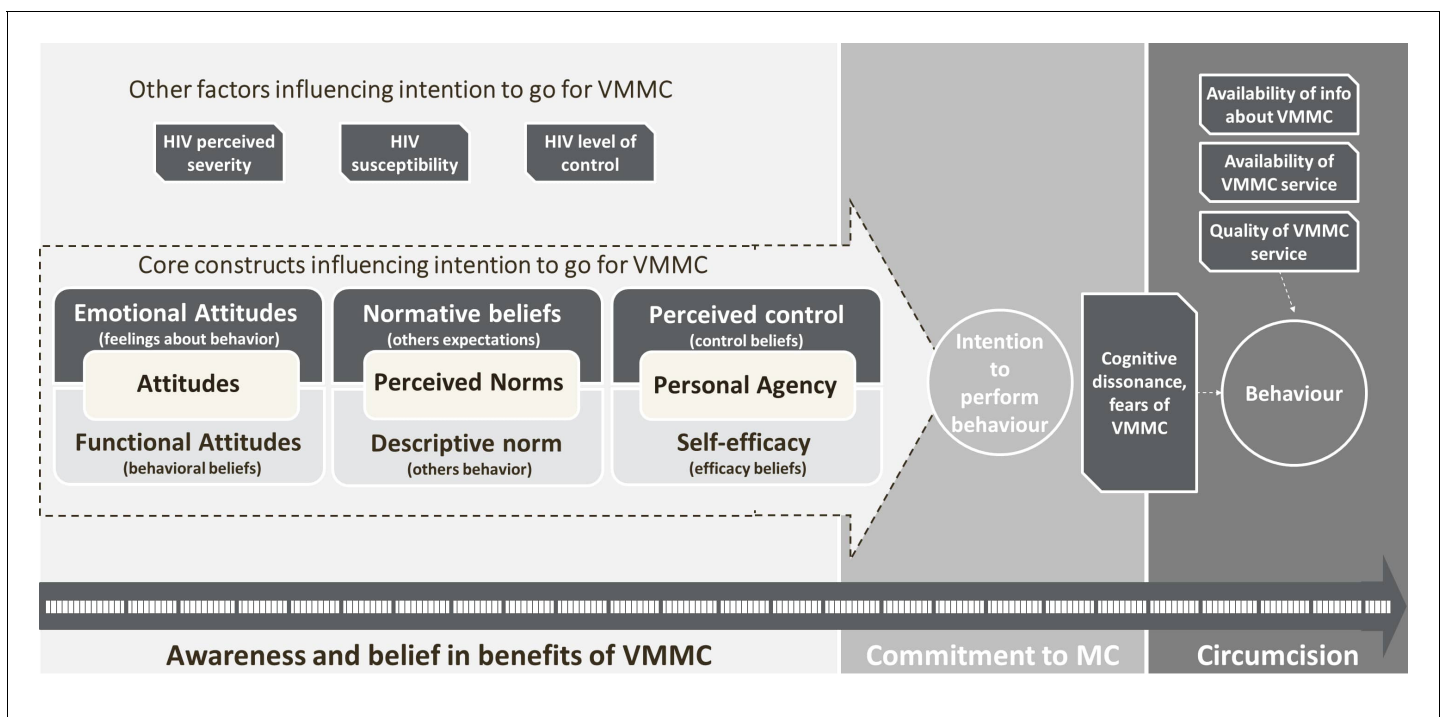 Other factors influencing intention to go for VMMC
HIV perceived
severity
HIV
susceptibility
HIV level of
control
Core constructs influencing intention to go for VMMC
Emotional Attitudes
(feelings about behavior)
Attitudes
Functional Attitudes
(behavioral beliefs)
Normative beliefs
(others expectations)
Perceived Norms
Descriptive norm
(others behavior)
Perceived control
(control beliefs)
Personal Agency
Self-efficacy
(efficacy beliefs)
Intention
to
perform
behaviour
Cognitive
dissonance,
fears of
VMMC
Availability of info
about VMMC
Availability of
VMMC service
Quality of VMMC
service
Behaviour
Awareness and belief in benefits of VMMC
Commitment to MC
Circumcision